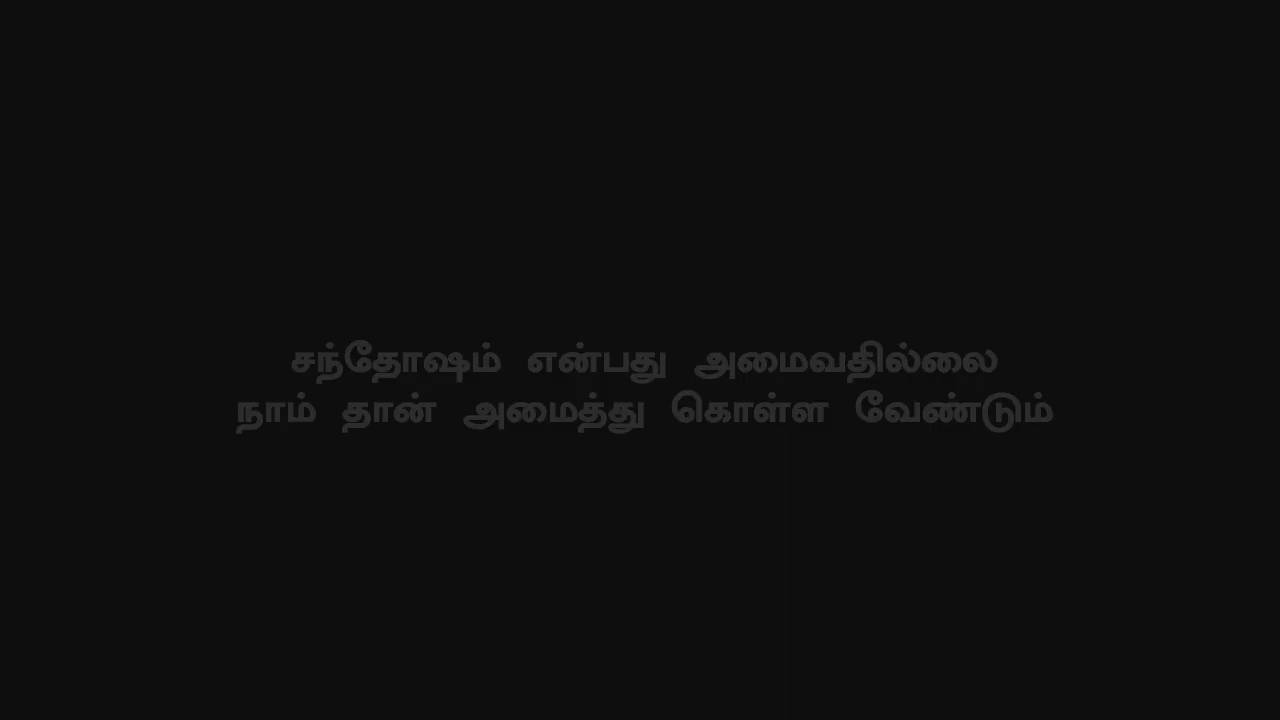 சந்தோஷம் என்பது அமைவதில்லை
நாம் தான் அமைத்து கொள்ள வேண்டும்